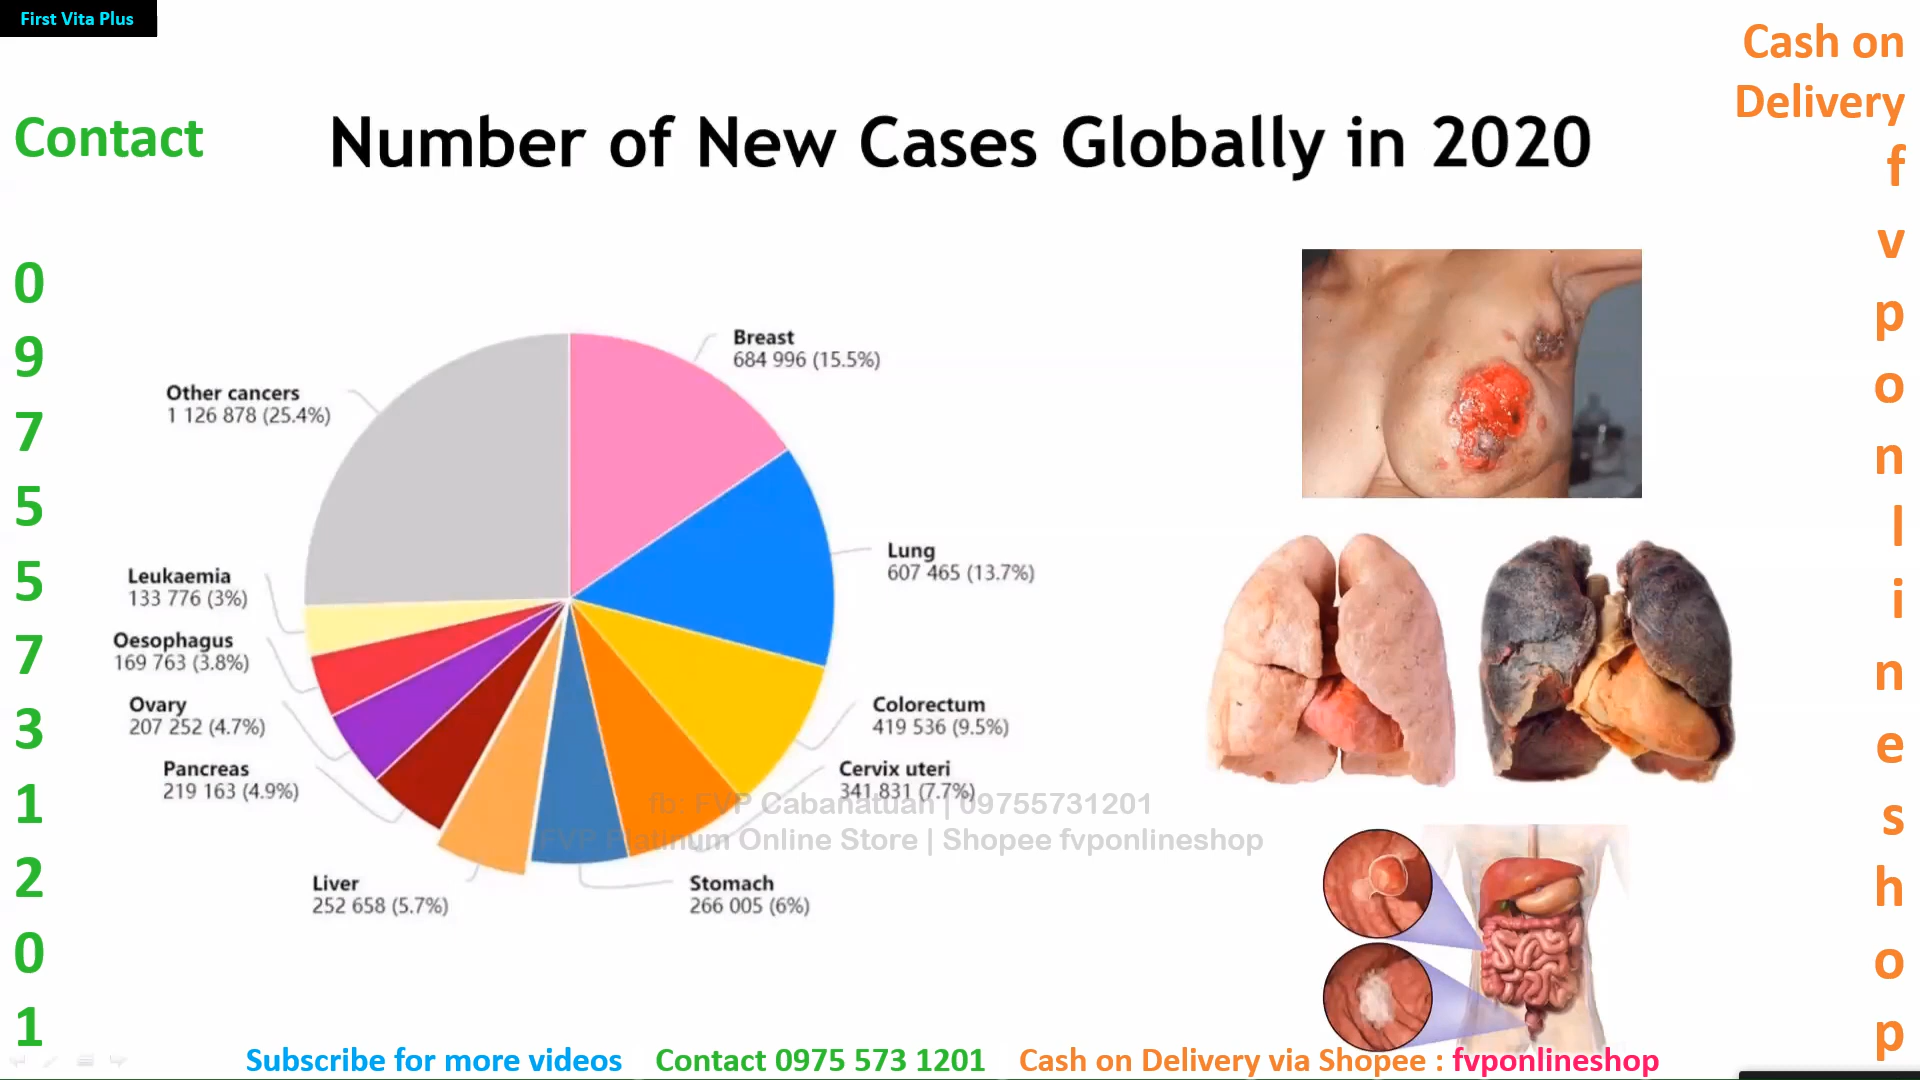 First Vita Plus
Cash on
Delivery
f
v
p
o
n
l
i
n
e
s
h
o
p
Contact
0
9
7
5
5
7
3
1
2
0
1
Number of New Cases Globally in 2020
Breast
684 996 (15.5%)
Other cancers
1 126 878 (25.4%)
Lung
607 465 (13.7%)
Leukaemia
133 776 (3%)
Oesophagus
169 763 (3.8%)
Ovary
207 252 (4.7%)
Colorectum
419 536 (9.5%)
Pancreas
219 163 (4.9%)
Cervix uteri
341 831 (7.7%)
fb: FVP Cabanatuan | 09755731201
FVP Platinum Online Store | Shopee fvponlineshop
Liver
252 658 (5.7%)
Stomach
266 005 (6%)
Subscribe for more videos Contact 0975 573 1201 Cash on Delivery via Shopee : fvponlineshop